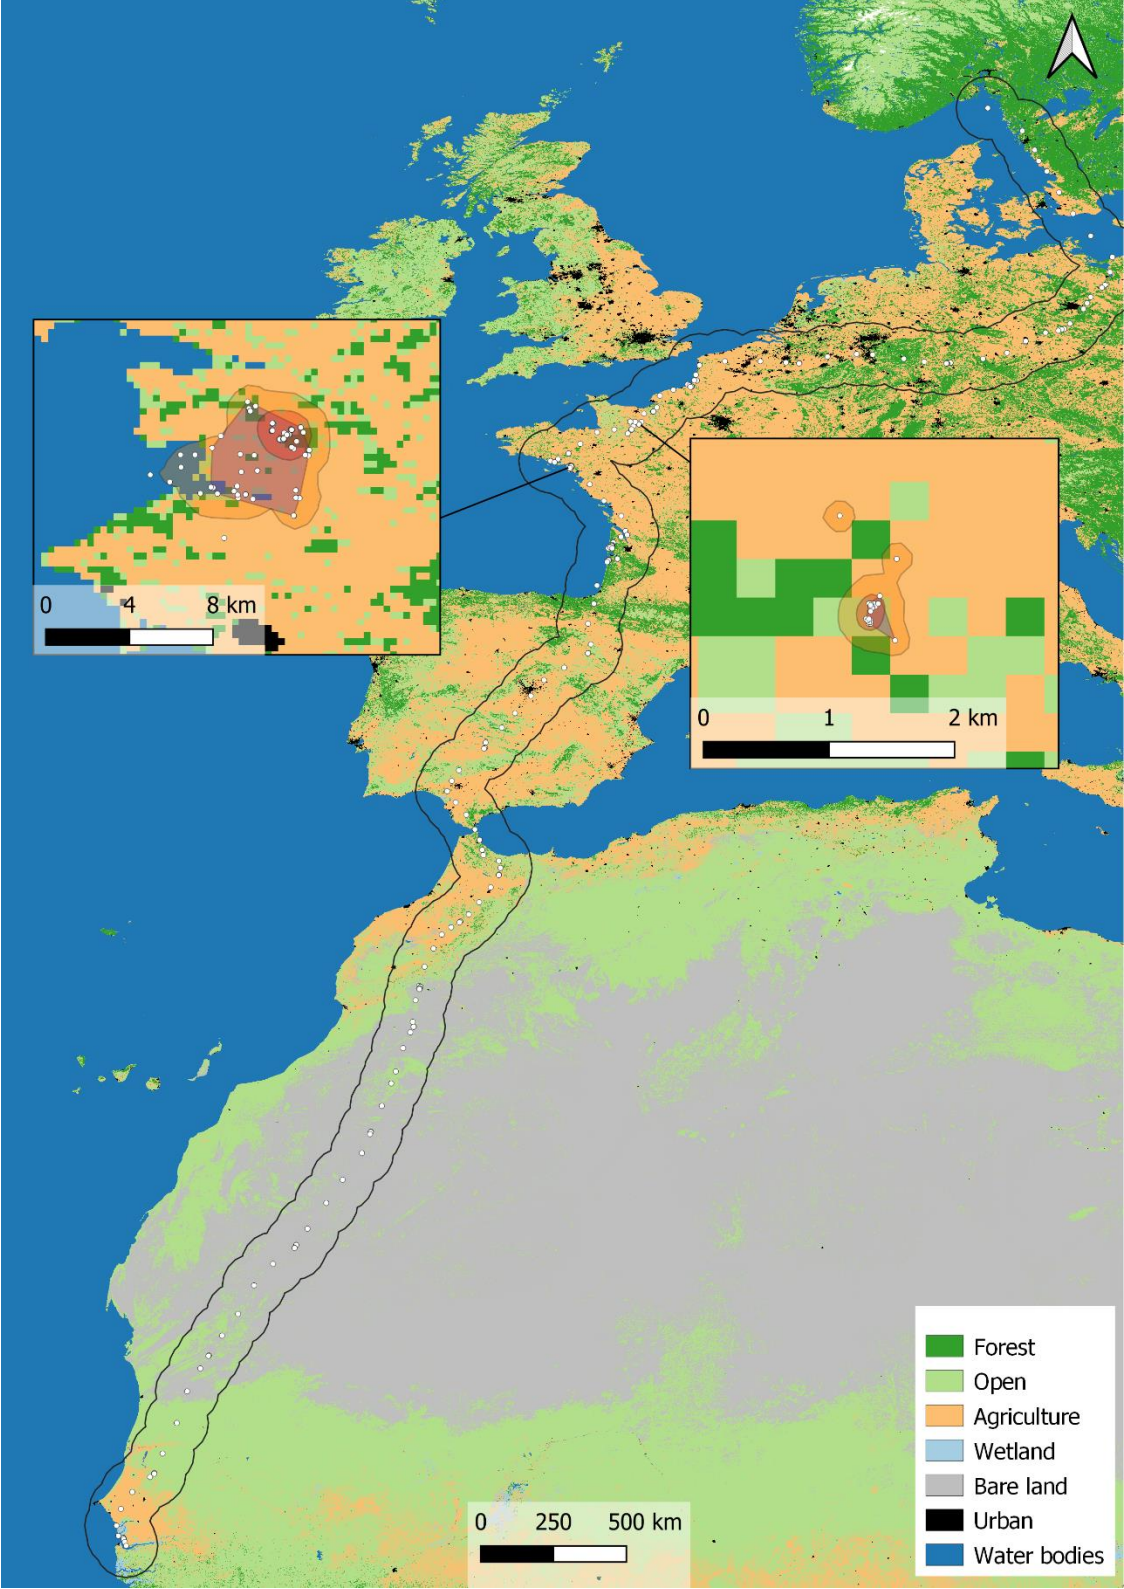 0 4 8 km
0 1 2 km
Forest
Open
Agriculture
Wetland
Bare land
Urban
Water bodies
0 250 500 km